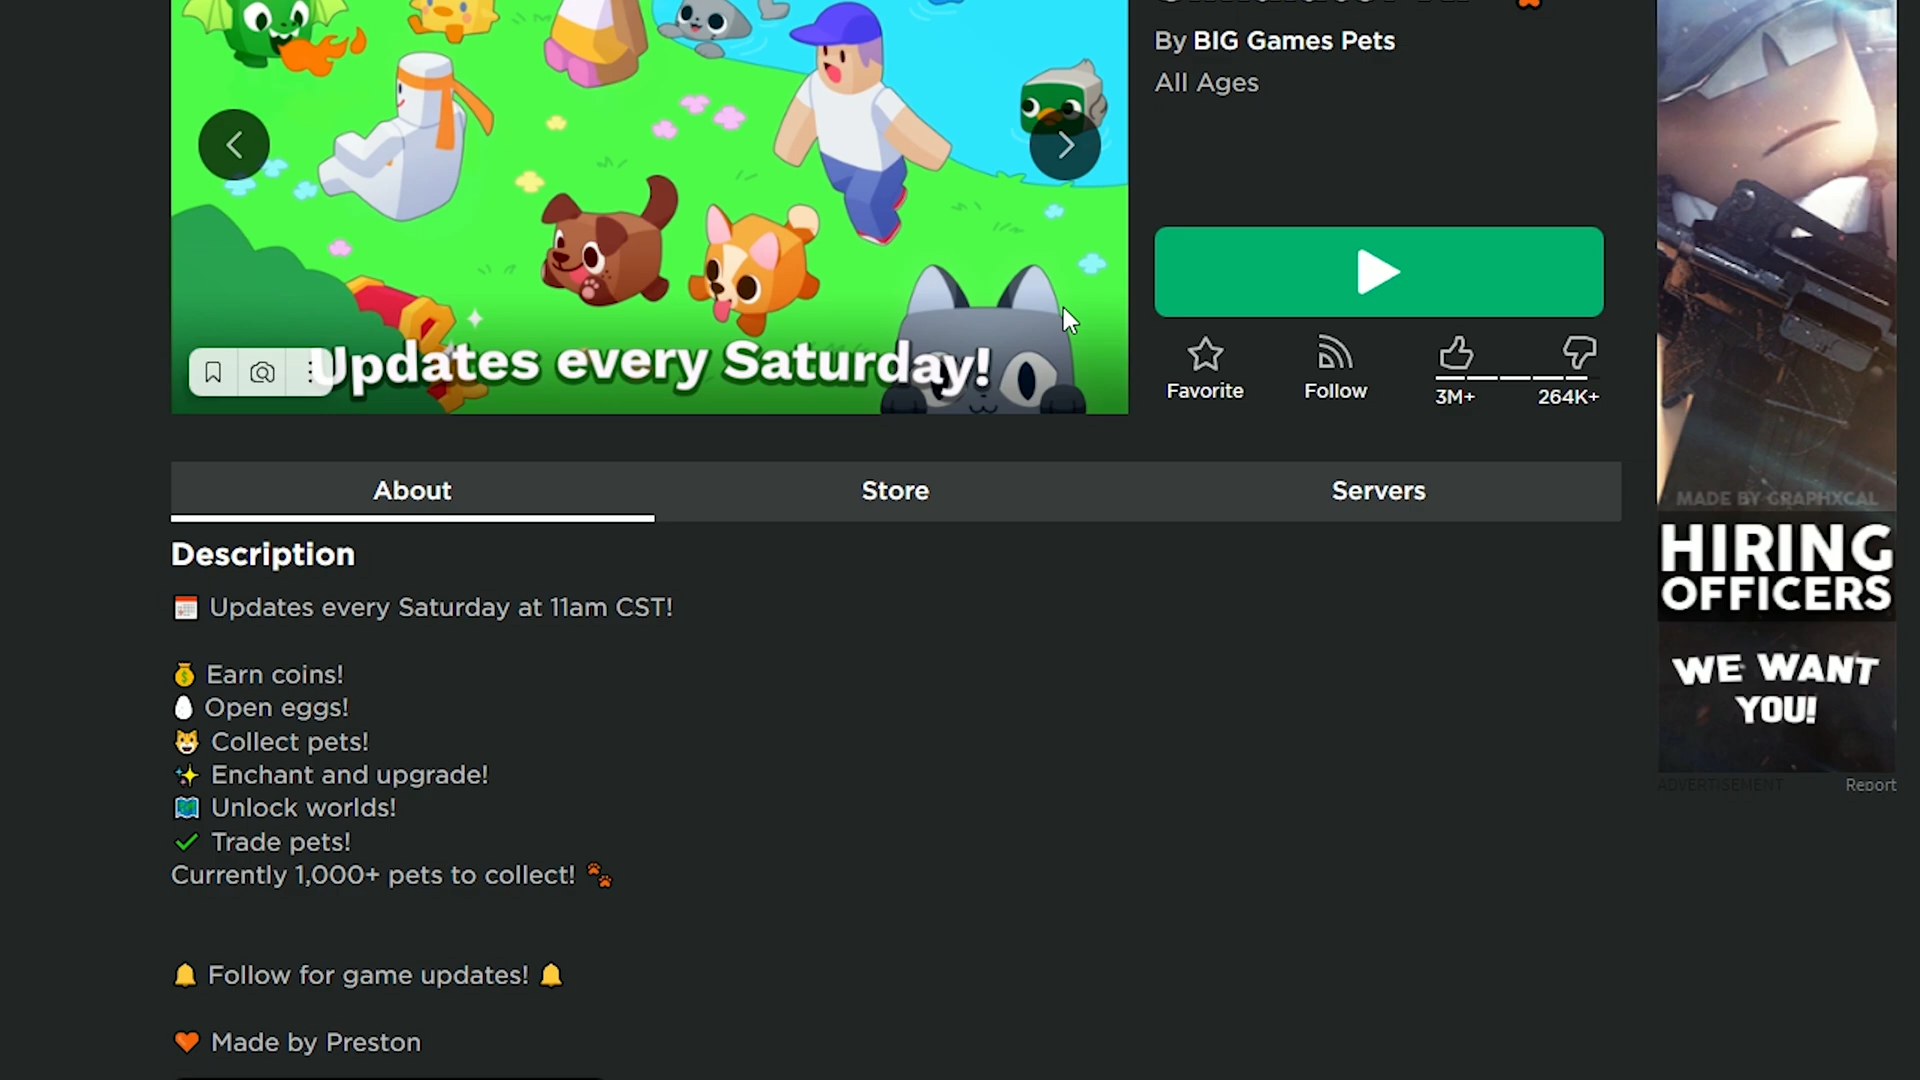 By BIG Games Pets
All Ages
Updates every Saturday!
Favorite
Follow
3M+
264K+
About
Store
Servers
Description
Updates every Saturday at 11am CST!
Earn coins!
Open eggs!
Collect pets!
Enchant and upgrade!
Unlock worlds!
Trade pets!
Currently 1,000+ pets to collect!
Follow for game updates!
Made by Preston
MADE BY GRAPHXCAL
HIRING
OFFICERS
WE WANT
YOU!
ADVERTISEMENT
Report